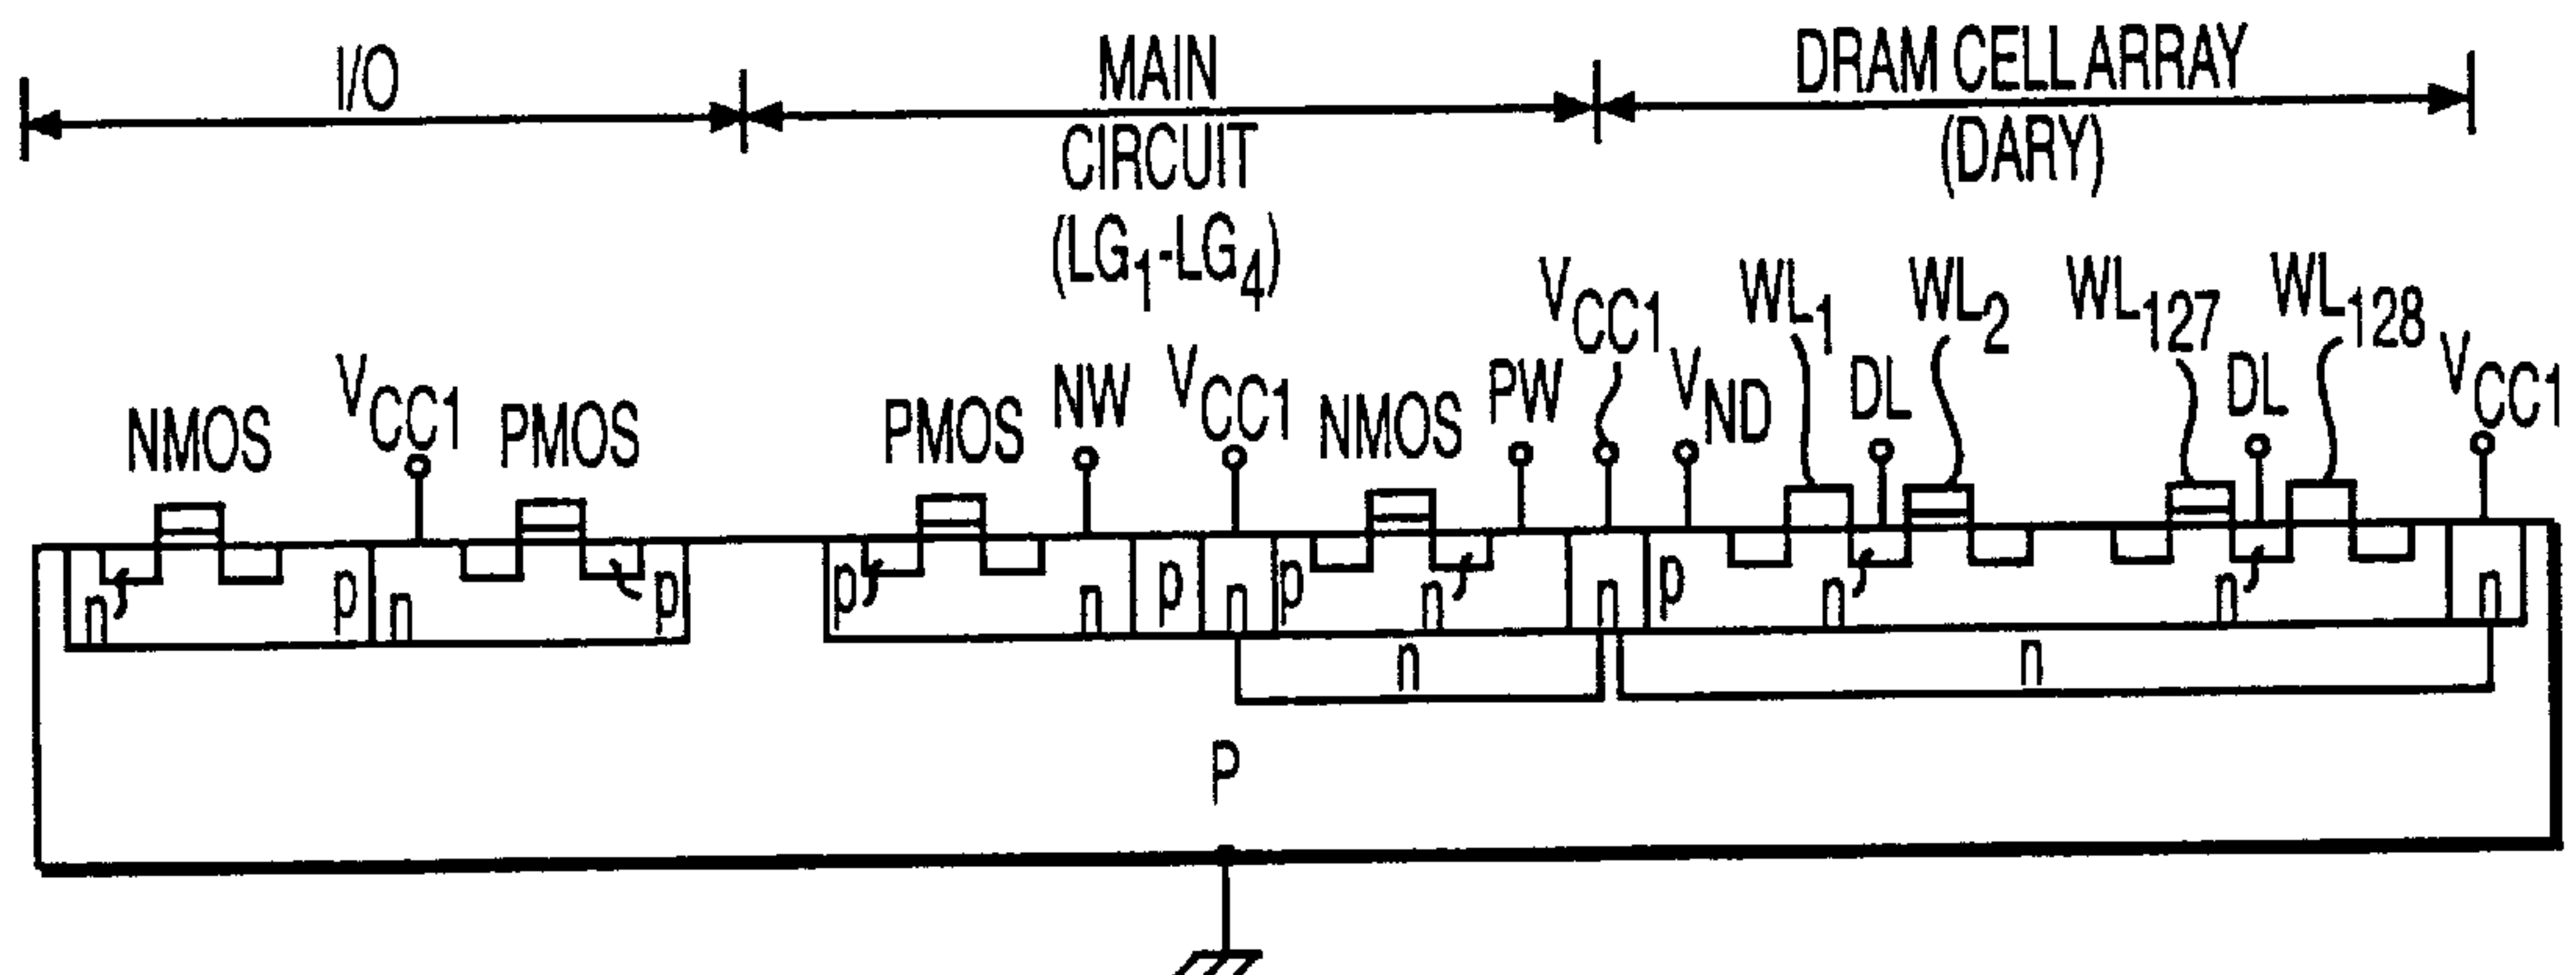 I/O
MAIN
CIRCUIT
(LG1-LG4)
DRAM CELL ARRAY
(DARY)
NMOS
VCC1
PMOS
PMOS
NW
VCC1
NMOS
PW
VCC1
VND
WL1
DL
WL2
WL127
DL
WL128
VCC1
n
p
n
p
p
n
p
n
p
n
n
p
n
n
n
n
n
P